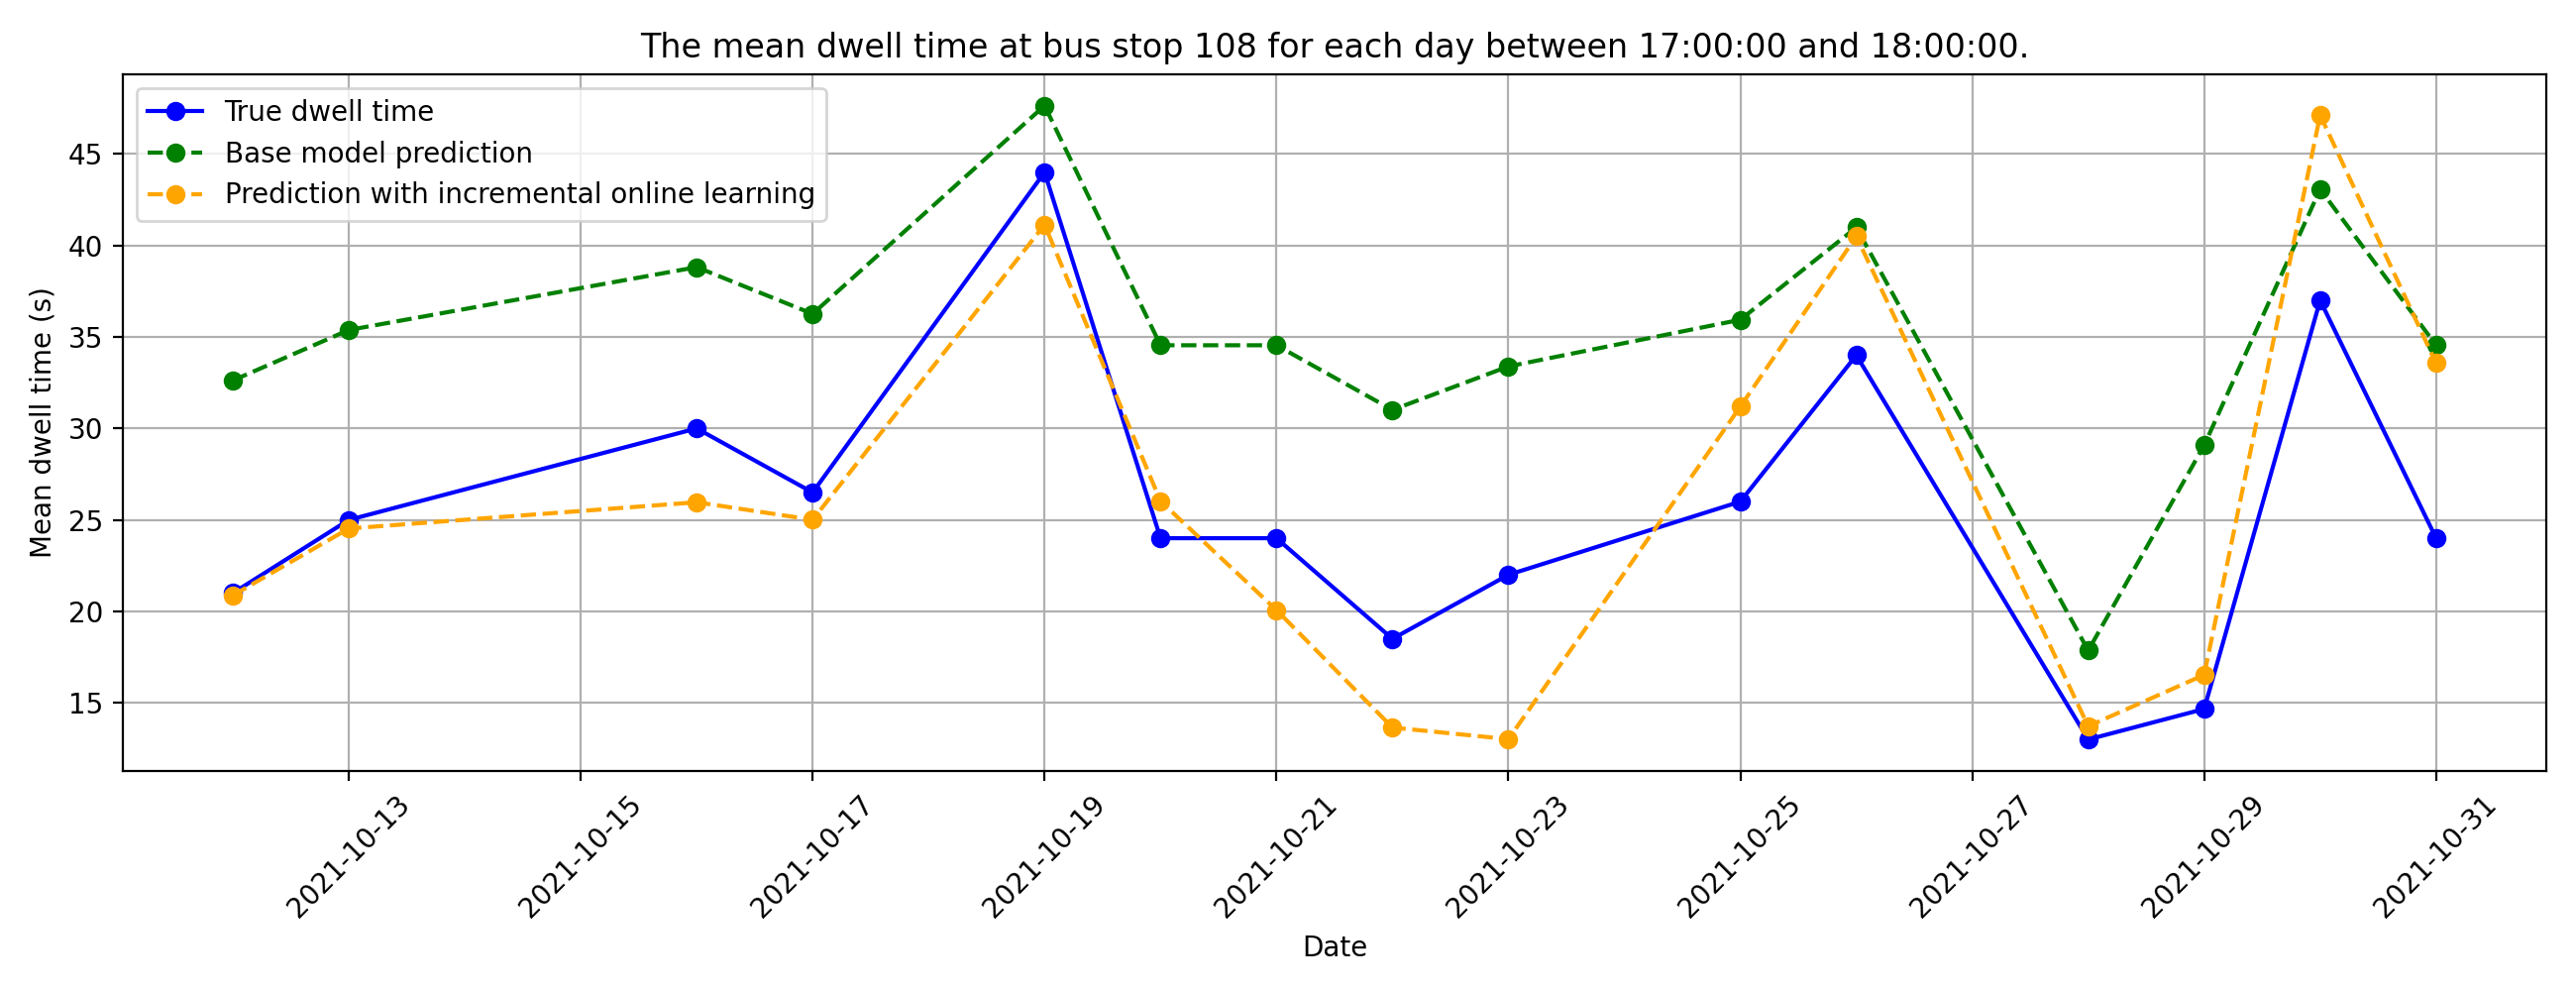 The mean dwell time at bus stop 108 for each day between 17:00:00 and 18:00:00.
True dwell time
Base model prediction
Prediction with incremental online learning
Mean dwell time (s)
45
40
35
30
25
20
15
2021-10-13
2021-10-15
2021-10-17
2021-10-19
2021-10-21
2021-10-23
2021-10-25
2021-10-27
2021-10-29
2021-10-31
Date